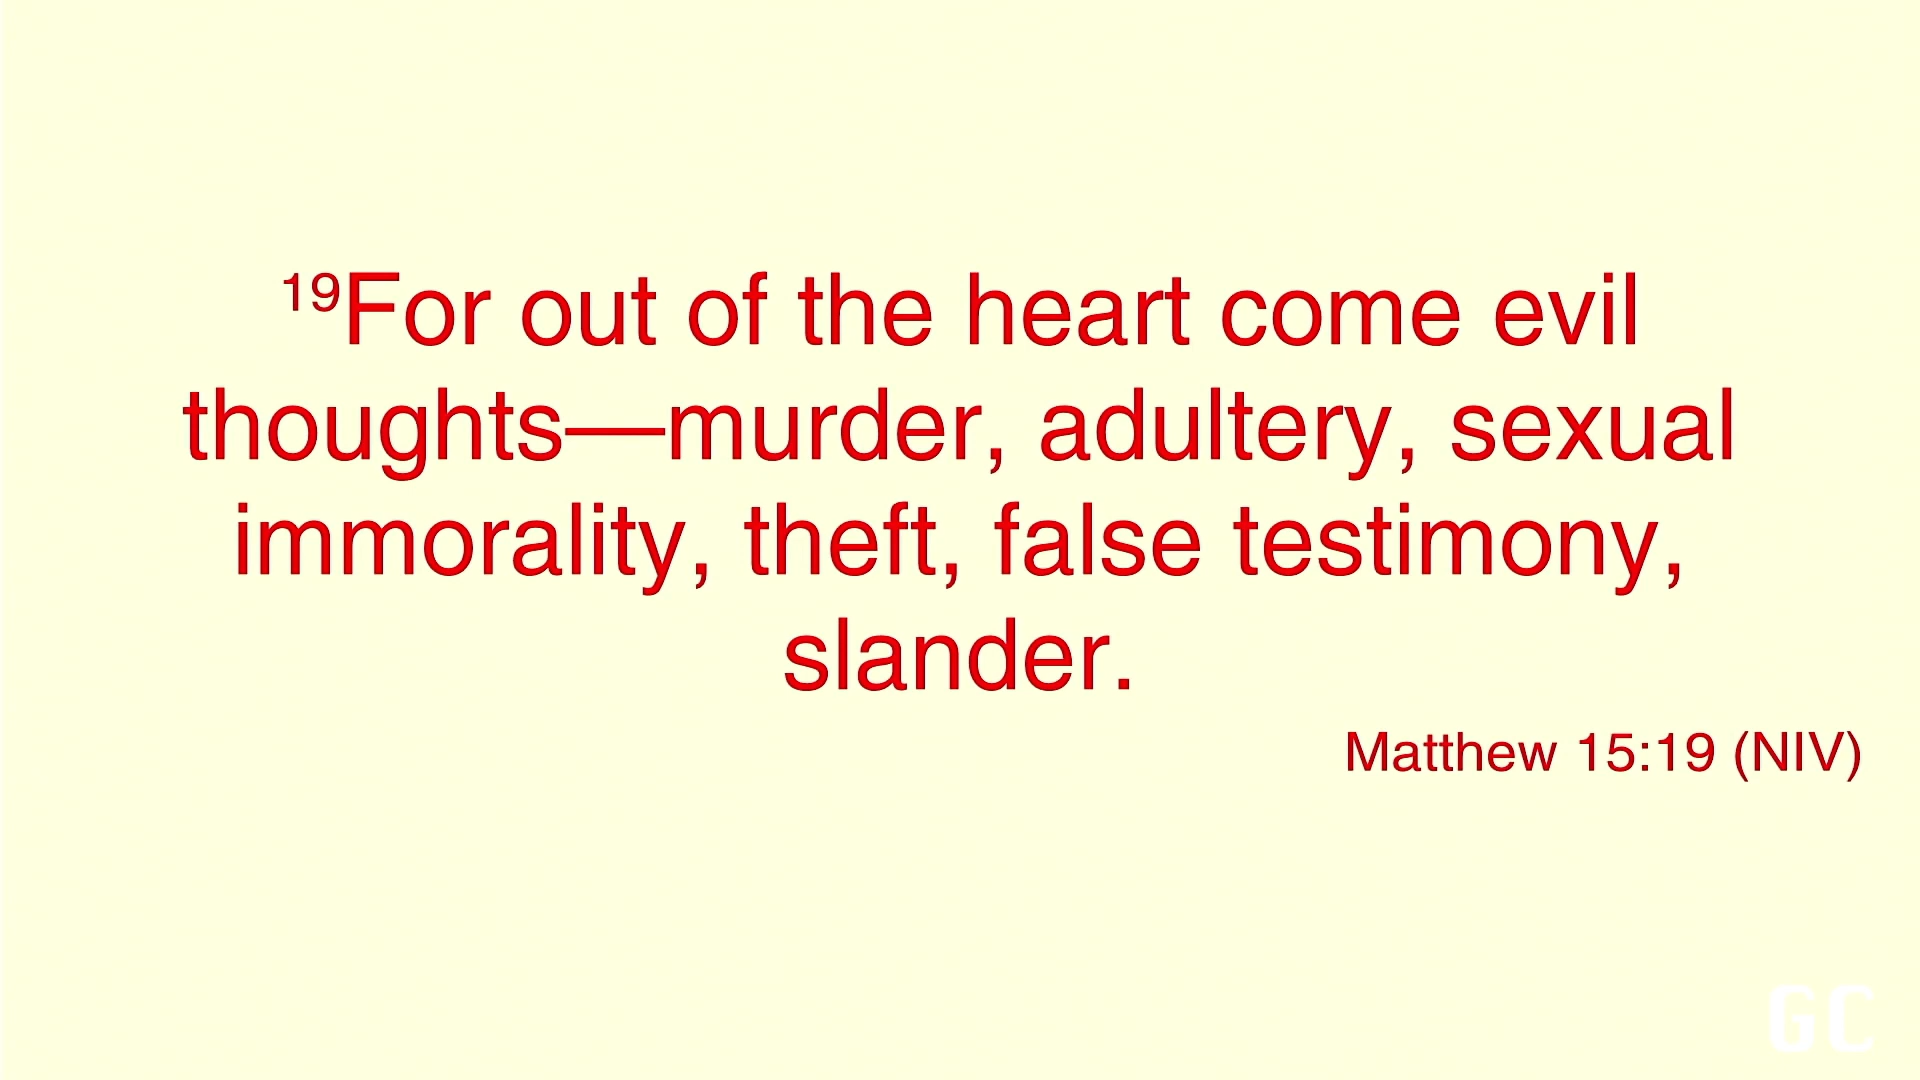 19For out of the heart come evil
thoughts—murder, adultery, sexual
immorality, theft, false testimony,
slander.
Matthew 15:19 (NIV)
GC